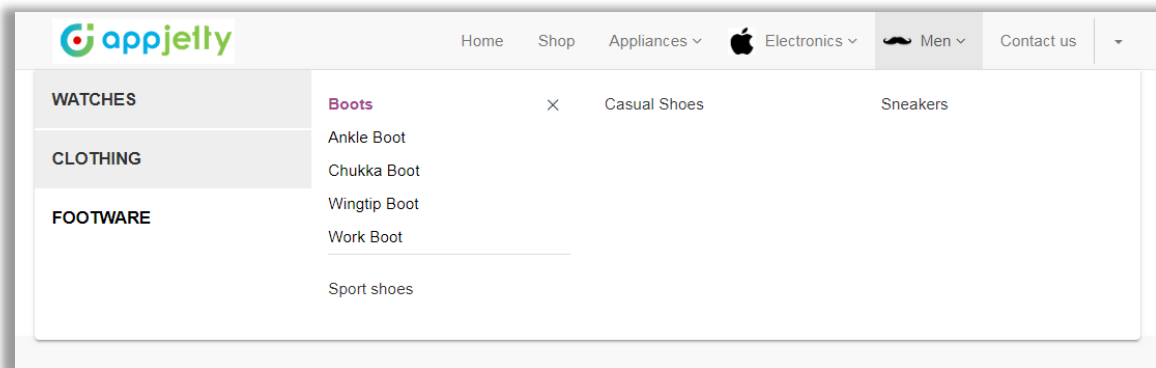 appjetty
Home Shop Appliances Electronics Men Contact us
WATCHES
CLOTHING
FOOTWARE
Boots
Ankle Boot
Chukka Boot
Wingtip Boot
Work Boot
Sport shoes
Casual Shoes
Sneakers